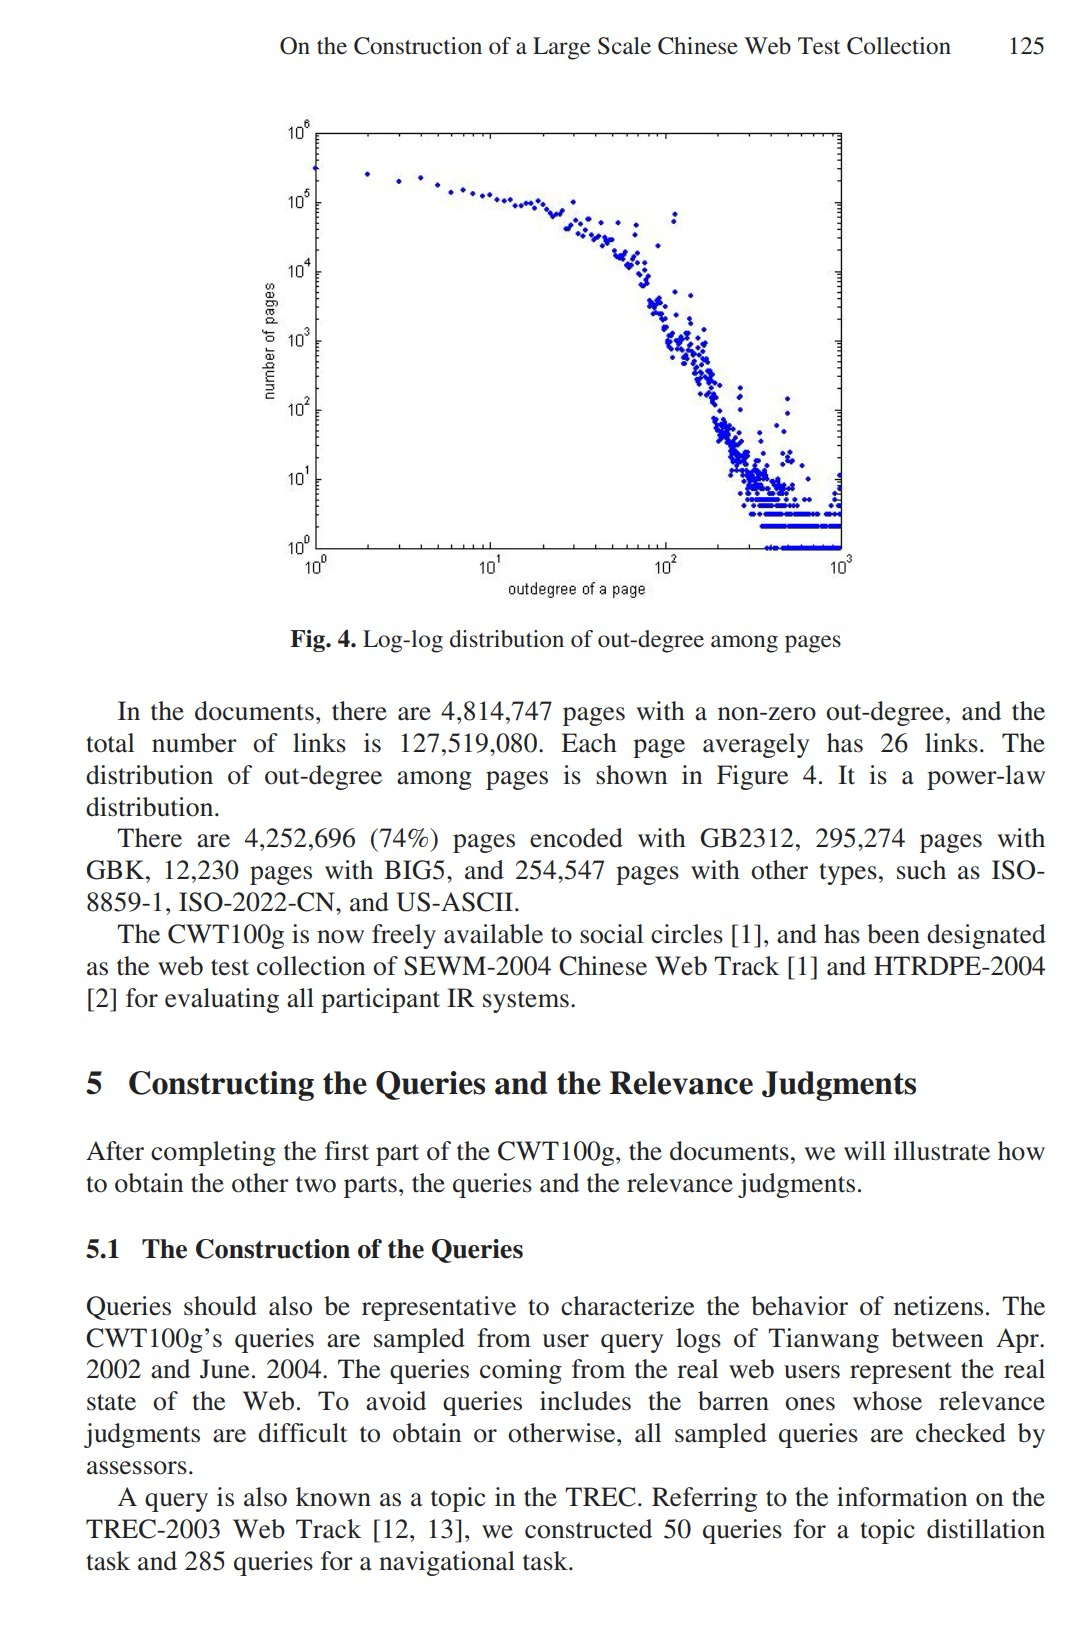 On the Construction of a Large Scale Chinese Web Test Collection 125
10^6
10^5
10^4
10^3
10^2
10^1
10^0
number of pages
10^0 10^1 10^2 10^3
outdegree of a page
Fig. 4. Log-log distribution of out-degree among pages
In the documents, there are 4,814,747 pages with a non-zero out-degree, and the
total number of links is 127,519,080. Each page averagely has 26 links. The
distribution of out-degree among pages is shown in Figure 4. It is a power-law
distribution.
There are 4,252,696 (74%) pages encoded with GB2312, 295,274 pages with
GBK, 12,230 pages with BIG5, and 254,547 pages with other types, such as ISO-
8859-1, ISO-2022-CN, and US-ASCII.
The CWT100g is now freely available to social circles [1], and has been designated
as the web test collection of SEWM-2004 Chinese Web Track [1] and HTRDPE-2004
[2] for evaluating all participant IR systems.
5 Constructing the Queries and the Relevance Judgments
After completing the first part of the CWT100g, the documents, we will illustrate how
to obtain the other two parts, the queries and the relevance judgments.
5.1 The Construction of the Queries
Queries should also be representative to characterize the behavior of netizens. The
CWT100g's queries are sampled from user query logs of Tianwang between Apr.
2002 and June. 2004. The queries coming from the real web users represent the real
state of the Web. To avoid queries includes the barren ones whose relevance
judgments are difficult to obtain or otherwise, all sampled queries are checked by
assessors.
A query is also known as a topic in the TREC. Referring to the information on the
TREC-2003 Web Track [12, 13], we constructed 50 queries for a topic distillation
task and 285 queries for a navigational task.